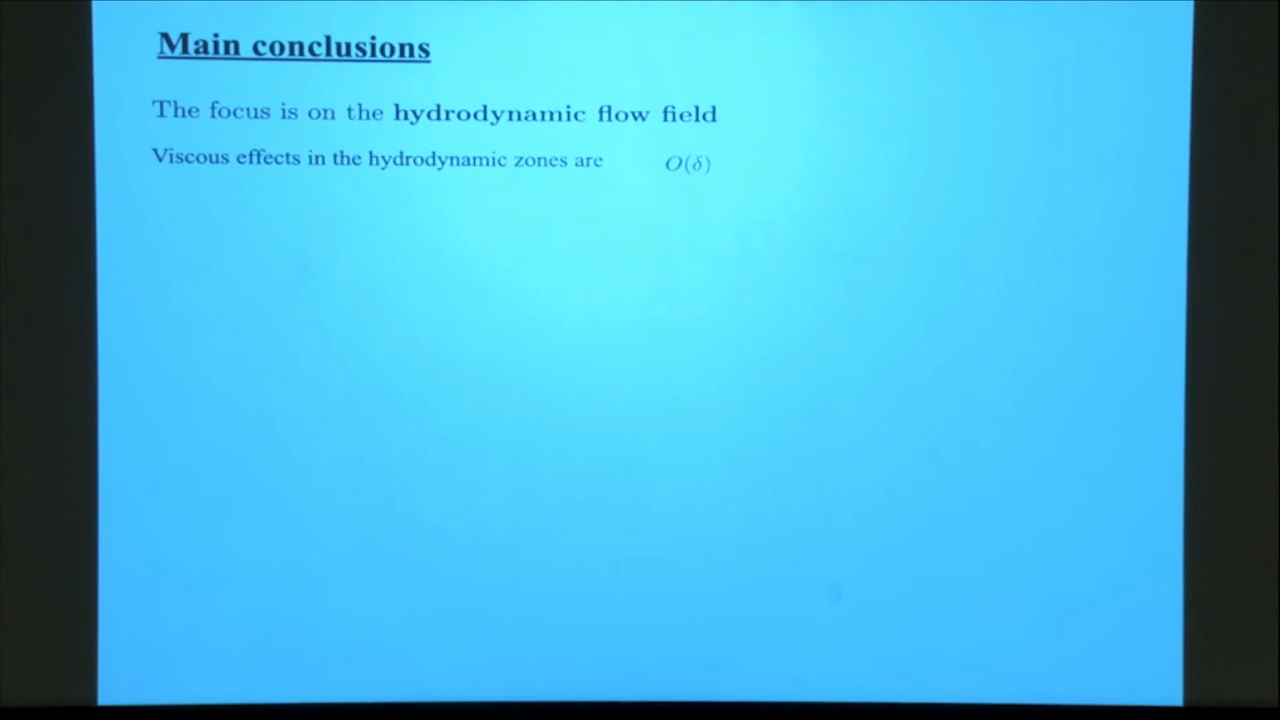 Main conclusions
The focus is on the hydrodynamic flow field
Viscous effects in the hydrodynamic zones are O(δ)